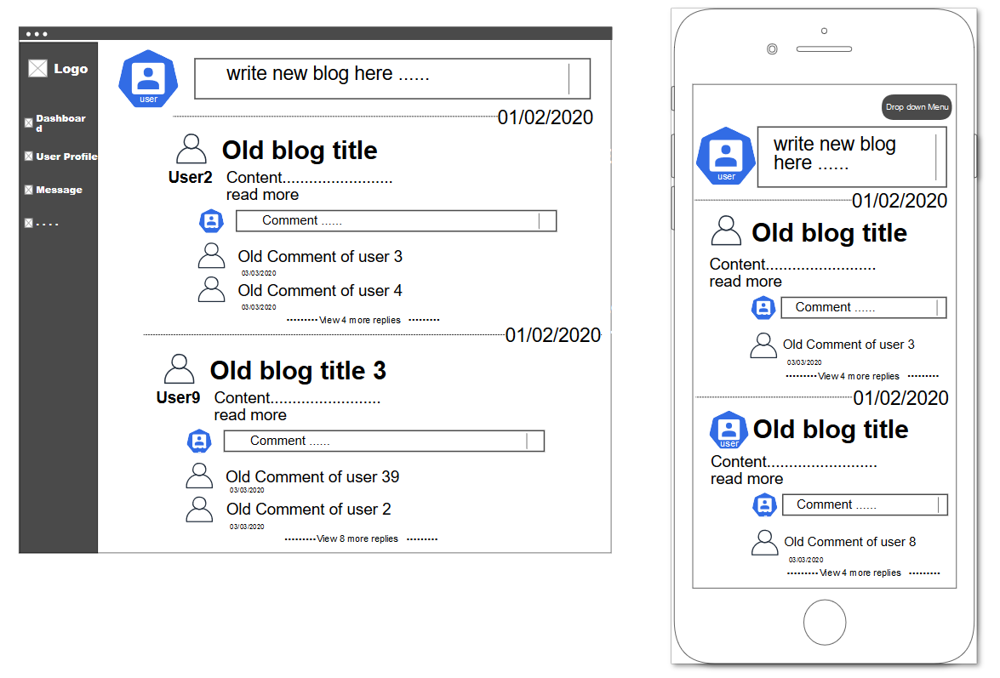 Logo
Dashboar
d
User Profile
Message
. . . .
user
write new blog here ......
01/02/2020
Old blog title
User2
Content..........................
read more
Comment ......
Old Comment of user 3
03/03/2020
Old Comment of user 4
03/03/2020
---------View 4 more replies ---------
01/02/2020
Old blog title 3
User9
Content.........................
read more
Comment ......
Old Comment of user 39
03/03/2020
Old Comment of user 2
03/03/2020
---------View 8 more replies ---------
Drop down Menu
user
write new blog
here ......
01/02/2020
Old blog title
Content.........................
read more
Comment ......
Old Comment of user 3
03/03/2020
---------View 4 more replies ---------
01/02/2020
user
Old blog title
Content.........................
read more
Comment ......
Old Comment of user 8
03/03/2020
---------View 4 more replies ---------